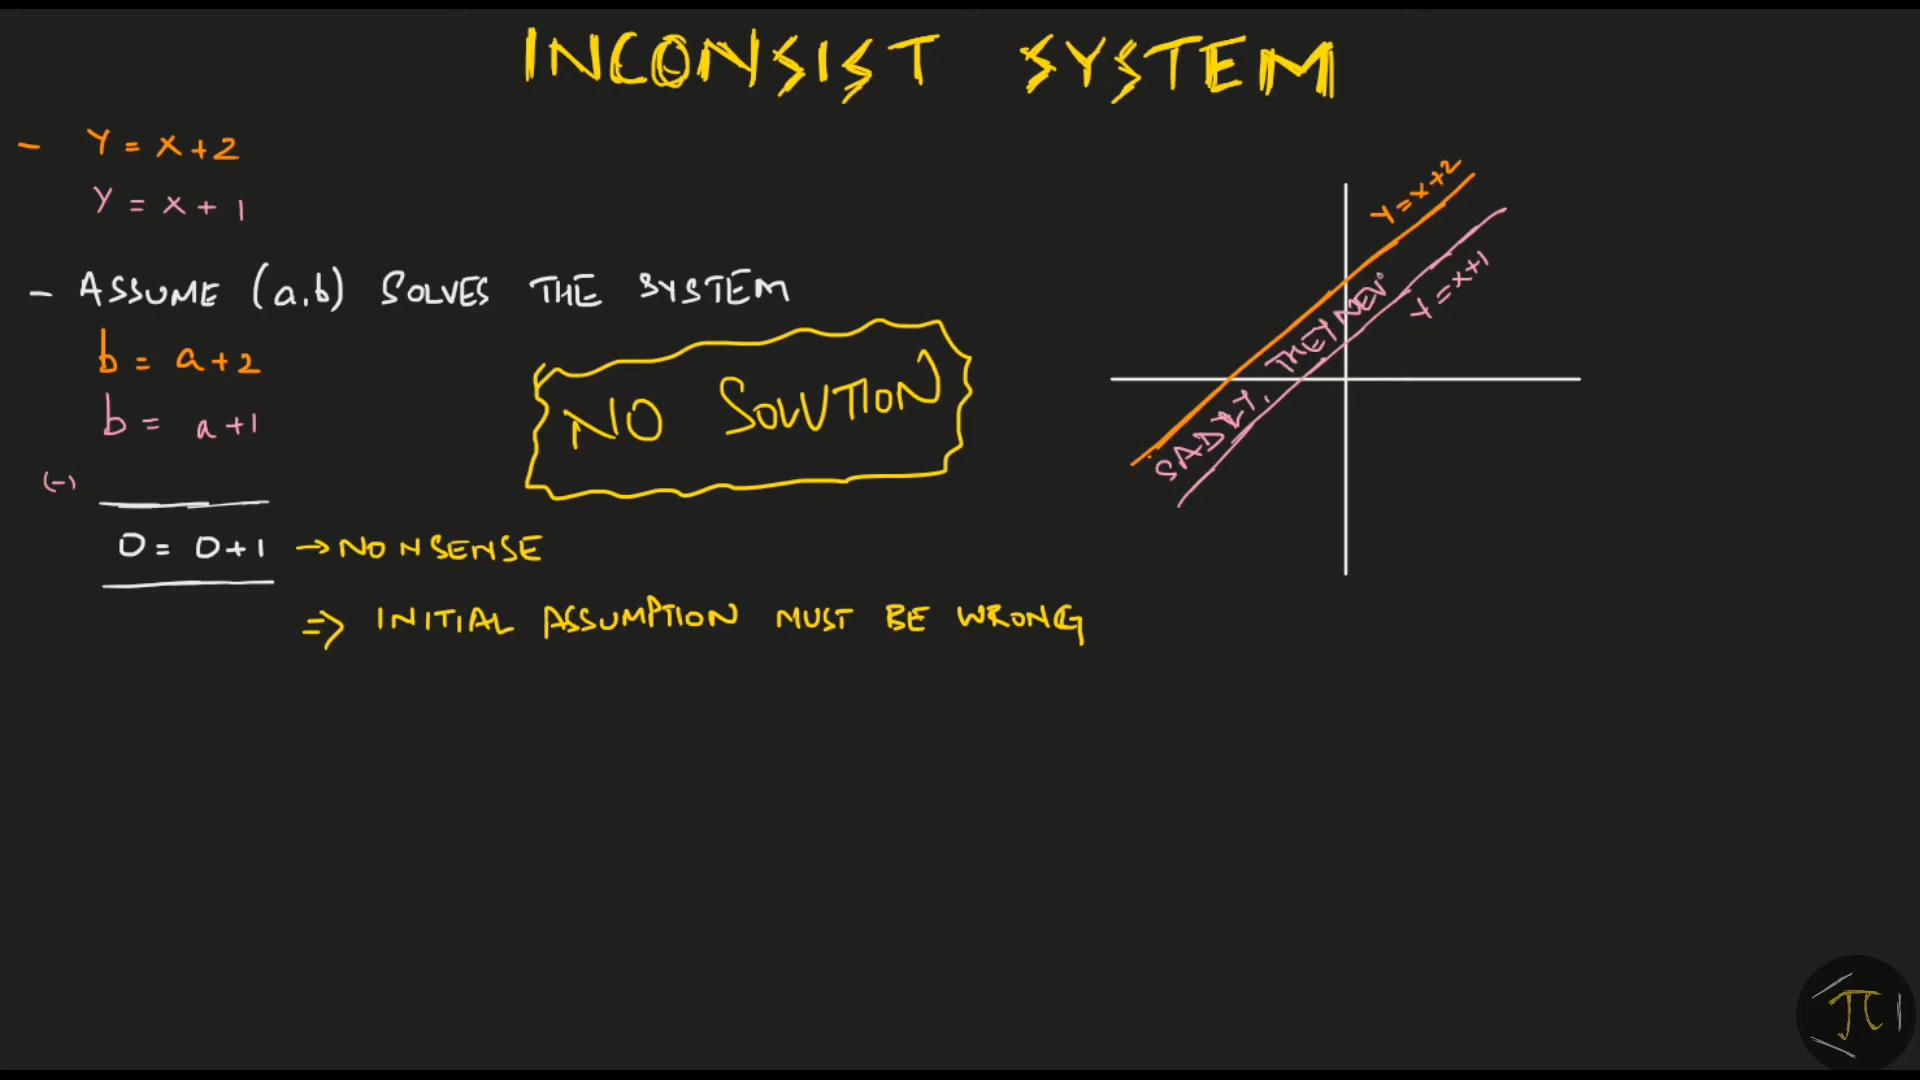 INCONSIST SYSTEM
- Y = X+2
Y = X + 1
- ASSUME (a,b) SOLVES THE SYSTEM
b = a+2
b = a+1
(-)
0 = 0+1 → NONSENSE
⇒ INITIAL ASSUMPTION MUST BE WRONG
NO SOLUTION
Y=X+2
SADLY, THEY NEV
Y=X+1
π